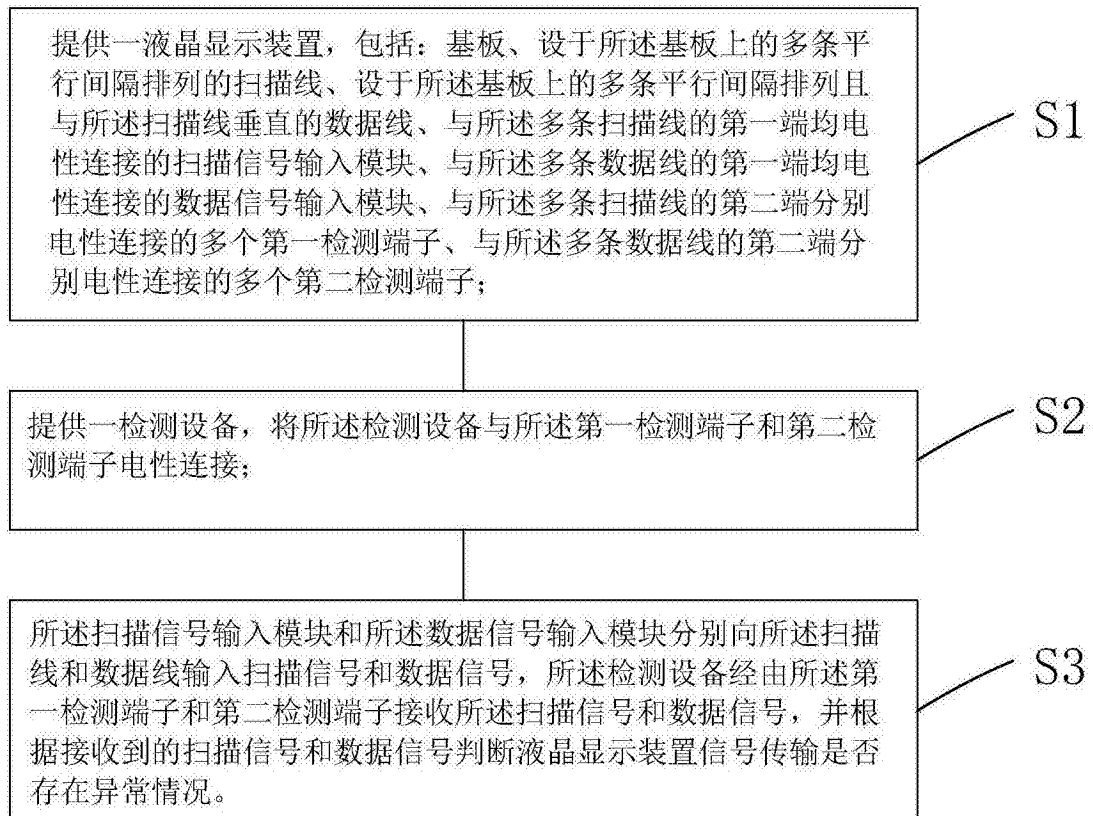 提供一液晶显示装置，包括：基板、设于所述基板上的多条平
行间隔排列的扫描线、设于所述基板上的多条平行间隔排列且
与所述扫描线垂直的数据线、与所述多条扫描线的第一端均电
性连接的扫描信号输入模块、与所述多条数据线的第一端均电
性连接的数据信号输入模块、与所述多条扫描线的第二端分别
电性连接的多个第一检测端子、与所述多条数据线的第二端分
别电性连接的多个第二检测端子；
S1
提供一检测设备，将所述检测设备与所述第一检测端子和第二检
测端子电性连接；
S2
所述扫描信号输入模块和所述数据信号输入模块分别向所述扫描
线和数据线输入扫描信号和数据信号，所述检测设备经由所述第
一检测端子和第二检测端子接收所述扫描信号和数据信号，并根
据接收到的扫描信号和数据信号判断液晶显示装置信号传输是否
存在异常情况。
S3